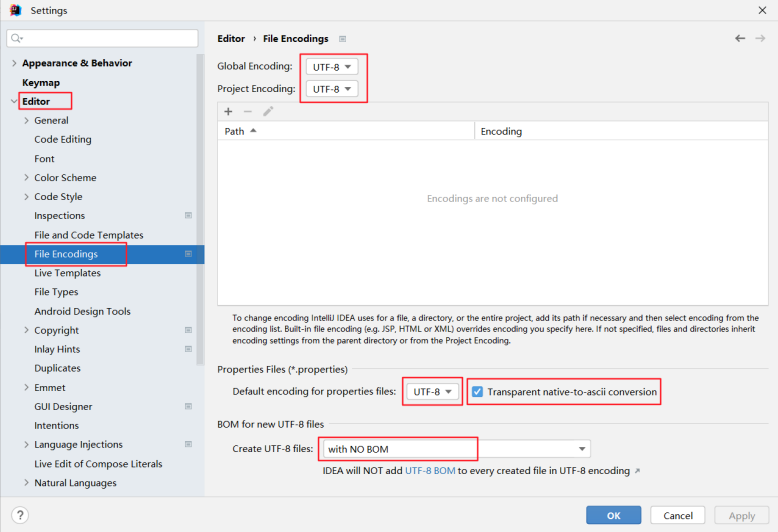 Settings
Appearance & Behavior
Keymap
Editor
General
Code Editing
Font
Color Scheme
Code Style
Inspections
File and Code Templates
File Encodings
Live Templates
File Types
Android Design Tools
Copyright
Inlay Hints
Duplicates
Emmet
GUI Designer
Intentions
Language Injections
Live Edit of Compose Literals
Natural Languages
Editor › File Encodings
Global Encoding: UTF-8
Project Encoding: UTF-8
Path Encoding
Encodings are not configured
To change encoding IntelliJ IDEA uses for a file, a directory, or the entire project, add its path if necessary and then select encoding from the
encoding list. Built-in file encoding (e.g. JSP, HTML or XML) overrides encoding you specify here. If not specified, files and directories inherit
encoding settings from the parent directory or from the Project Encoding.
Properties Files (*.properties)
Default encoding for properties files: UTF-8 Transparent native-to-ascii conversion
BOM for new UTF-8 files
Create UTF-8 files: with NO BOM
IDEA will NOT add UTF-8 BOM to every created file in UTF-8 encoding ↗
? OK Cancel Apply